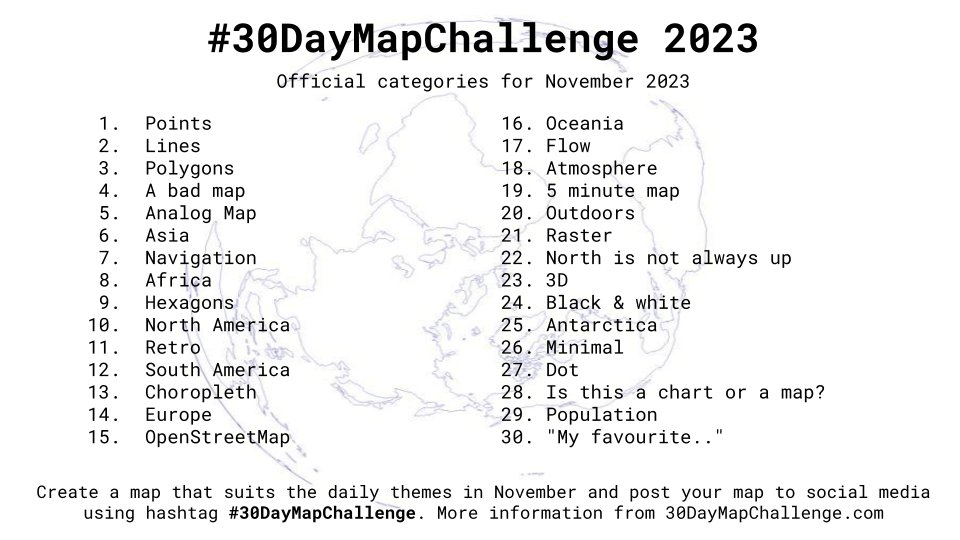 #30DayMapChallenge 2023
Official categories for November 2023
1. Points
2. Lines
3. Polygons
4. A bad map
5. Analog Map
6. Asia
7. Navigation
8. Africa
9. Hexagons
10. North America
11. Retro
12. South America
13. Choropleth
14. Europe
15. OpenStreetMap
16. Oceania
17. Flow
18. Atmosphere
19. 5 minute map
20. Outdoors
21. Raster
22. North is not always up
23. 3D
24. Black & white
25. Antarctica
26. Minimal
27. Dot
28. Is this a chart or a map?
29. Population
30. "My favourite.."
Create a map that suits the daily themes in November and post your map to social media
using hashtag #30DayMapChallenge. More information from 30DayMapChallenge.com